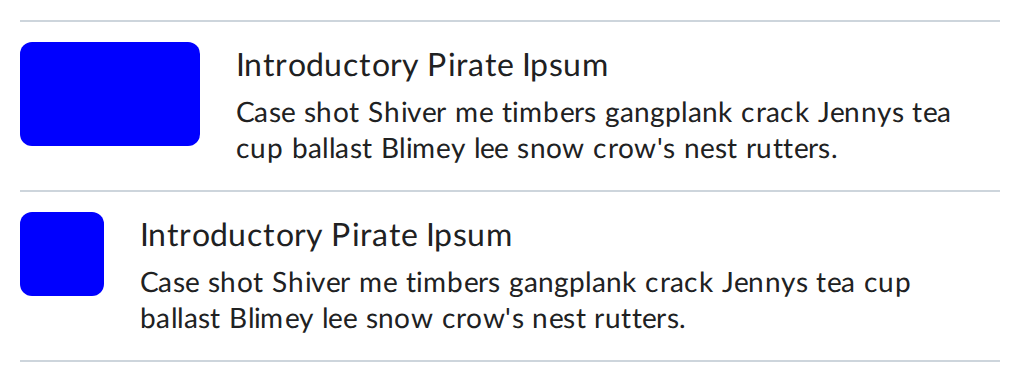 Introductory Pirate Ipsum
Case shot Shiver me timbers gangplank crack Jennys tea
cup ballast Blimey lee snow crow's nest rutters.
Introductory Pirate Ipsum
Case shot Shiver me timbers gangplank crack Jennys tea cup
ballast Blimey lee snow crow's nest rutters.